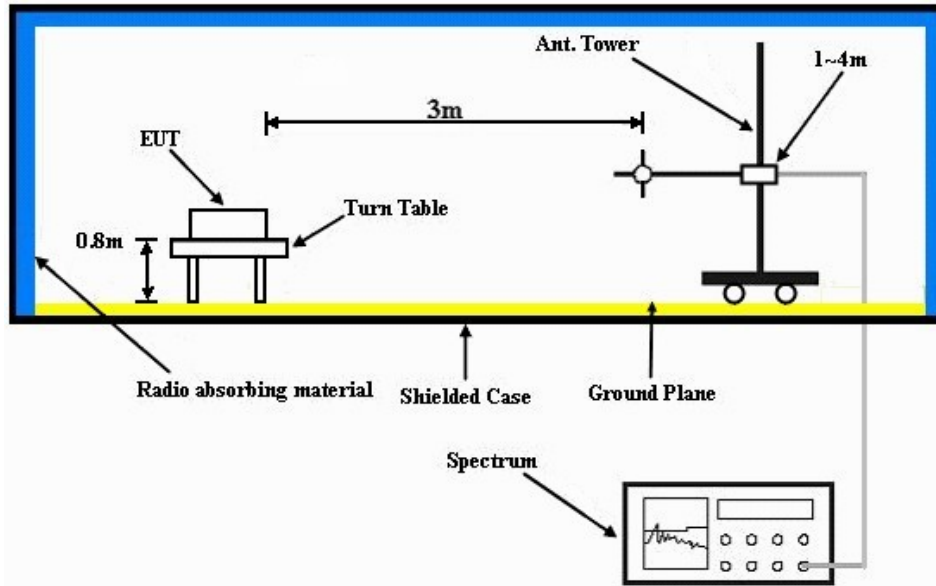 Ant. Tower
1~4m
3m
EUT
Turn Table
0.8m
Radio absorbing material
Shielded Case
Ground Plane
Spectrum